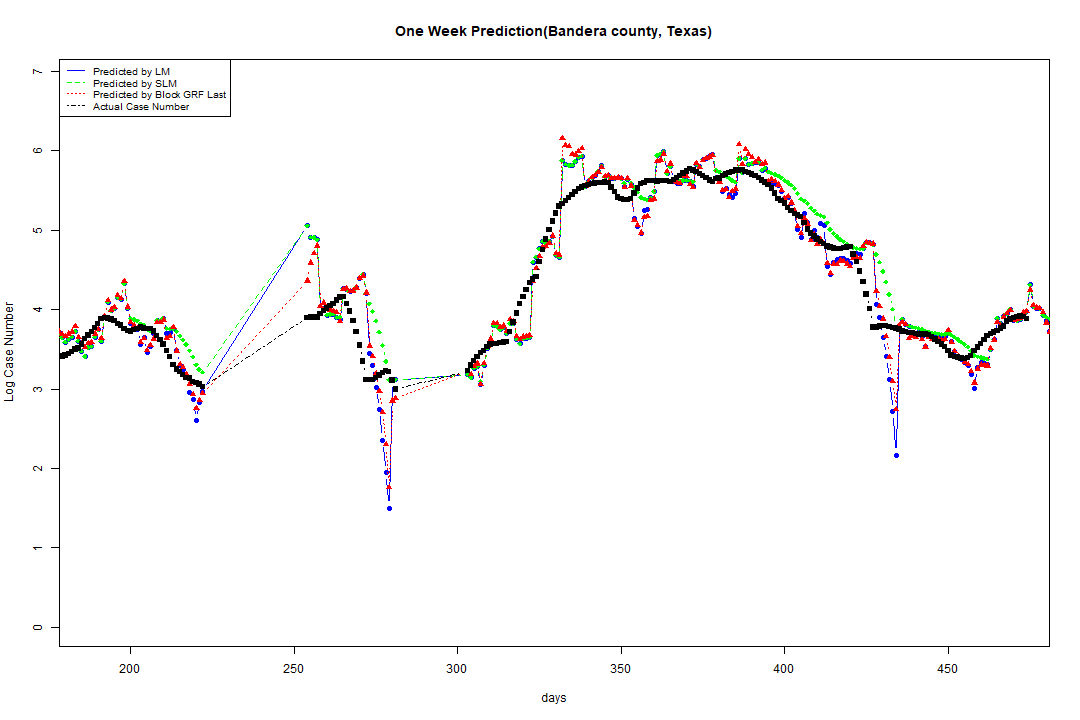 One Week Prediction(Bandera county, Texas)
Predicted by LM
Predicted by SLM
Predicted by Block GRF Last
Actual Case Number
7
6
5
4
3
2
1
0
Log Case Number
200 250 300 350 400 450
days